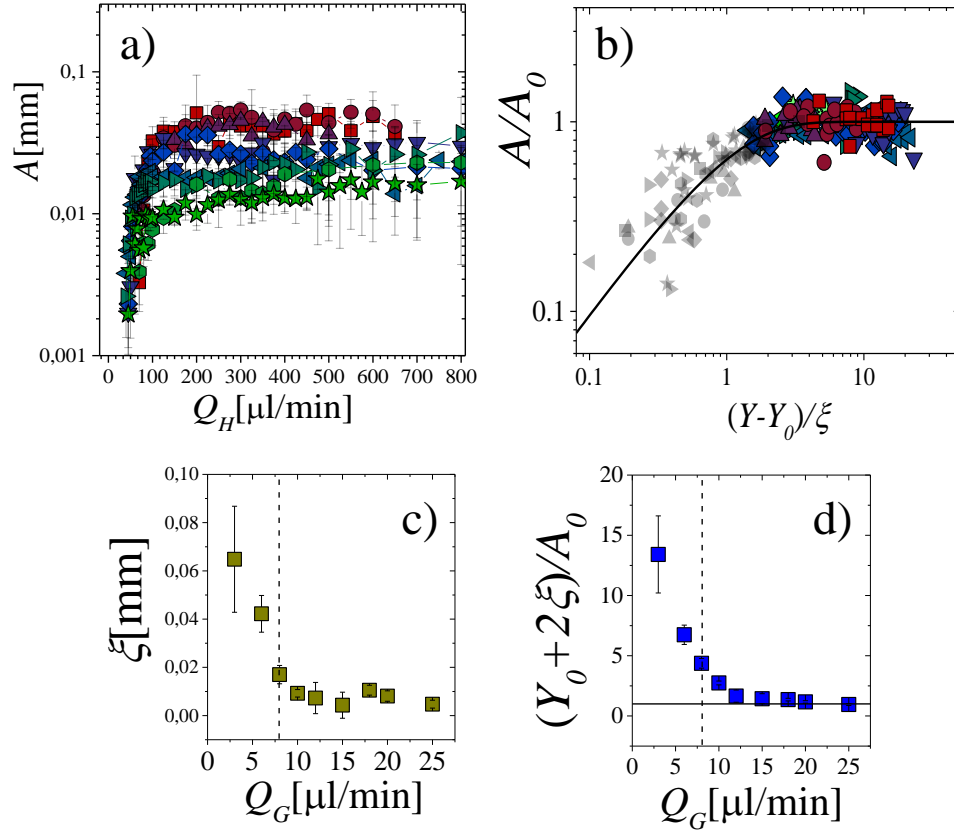 a)
A[mm]
0,1
0,01
0,001
0 100 200 300 400 500 600 700 800
Q_H[μl/min]
b)
A/A_0
1
0.1
0.1 1 10
(Y-Y_0)/ξ
c)
ξ[mm]
0,10
0,08
0,06
0,04
0,02
0,00
0 5 10 15 20 25
Q_G[μl/min]
d)
(Y_0+2ξ)/A_0
20
15
10
5
0
0 5 10 15 20 25
Q_G[μl/min]